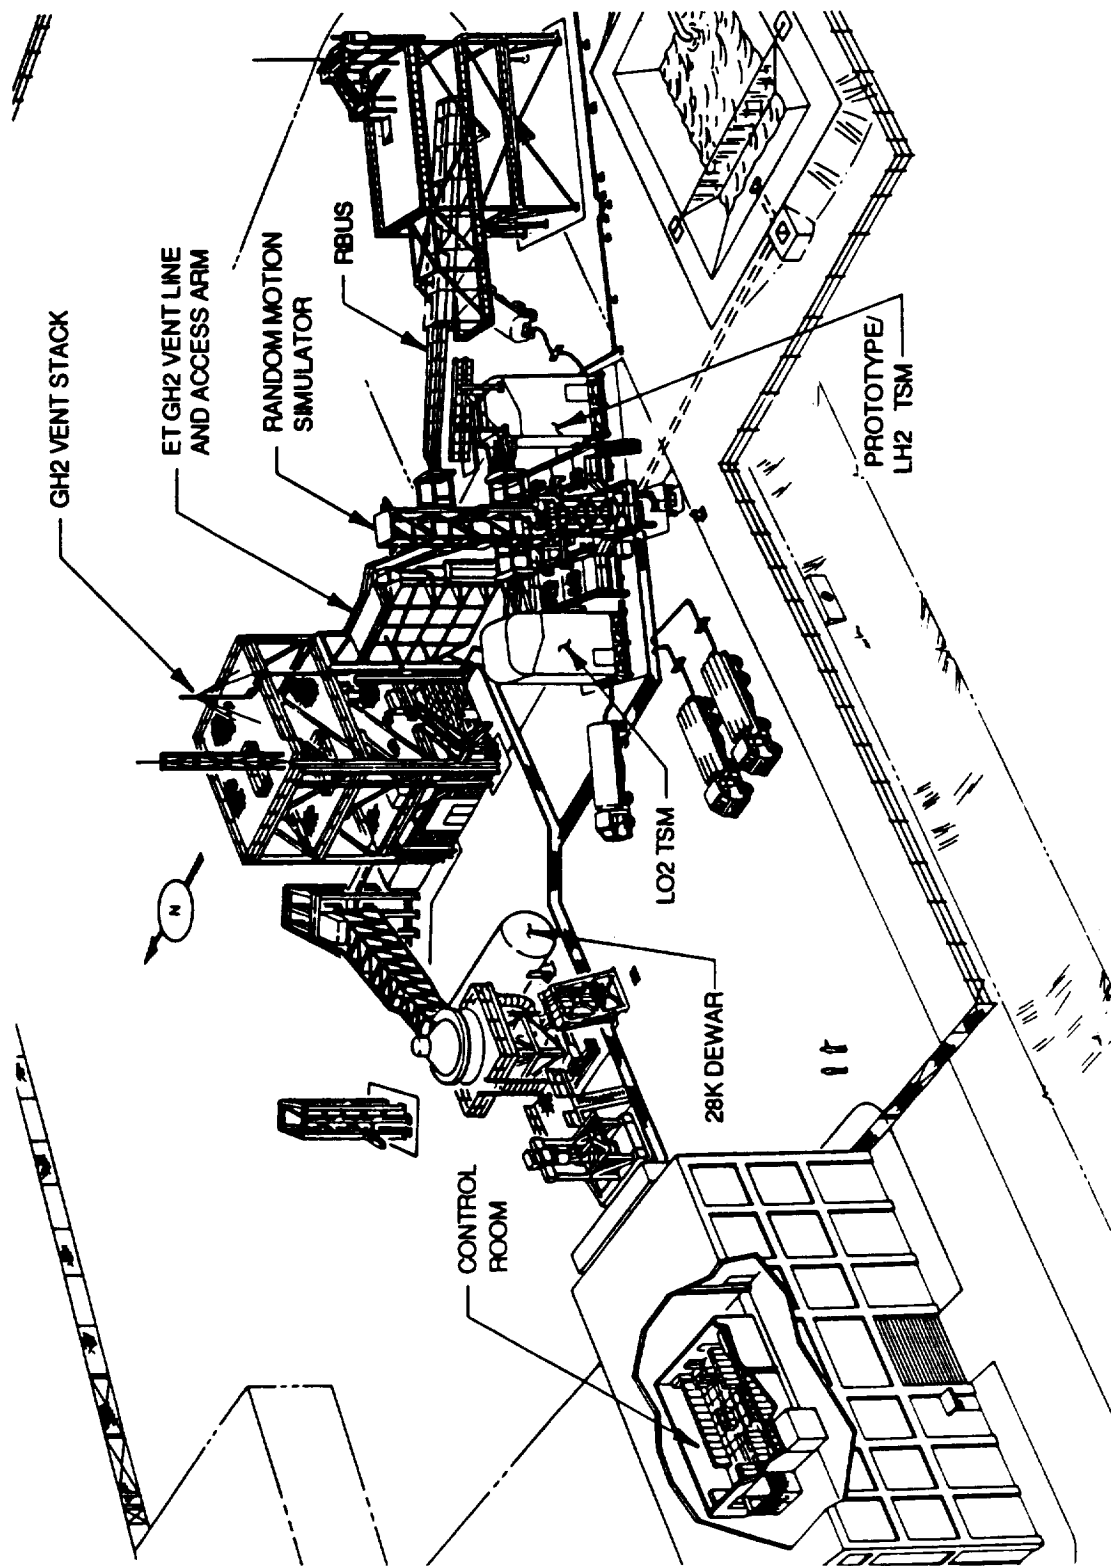 GH2 VENT STACK
ET GH2 VENT LINE
AND ACCESS ARM
RANDOM MOTION
SIMULATOR
RBUS
N
CONTROL
ROOM
28K DEWAR
LO2 TSM
PROTOTYPE/
LH2 TSM